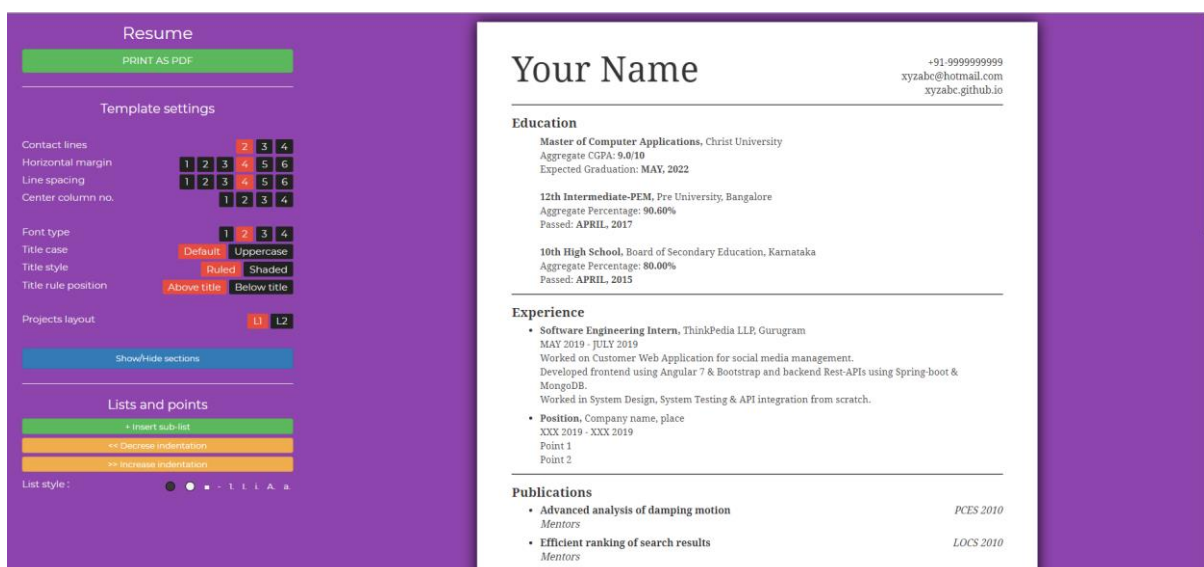 Resume
PRINT AS PDF
Template settings
Contact lines 2 3 4
Horizontal margin 1 2 3 4 5 6
Line spacing 1 2 3 4 5 6
Center column no. 1 2 3 4
Font type 1 2 3 4
Title case Default Uppercase
Title style Ruled Shaded
Title rule position Above title Below title
Projects layout L1 L2
Show/Hide sections
Lists and points
+ Insert sub-list
<< Decrese indentation
>> Increase indentation
List style : - 1. I. i. A. a.
Your Name
+91-9999999999
xyzabc@hotmail.com
xyzabc.github.io
Education
Master of Computer Applications, Christ University
Aggregate CGPA: 9.0/10
Expected Graduation: MAY, 2022
12th Intermediate-PEM, Pre University, Bangalore
Aggregate Percentage: 90.60%
Passed: APRIL, 2017
10th High School, Board of Secondary Education, Karnataka
Aggregate Percentage: 80.00%
Passed: APRIL, 2015
Experience
• Software Engineering Intern, ThinkPedia LLP, Gurugram
MAY 2019 - JULY 2019
Worked on Customer Web Application for social media management.
Developed frontend using Angular 7 & Bootstrap and backend Rest-APIs using Spring-boot &
MongoDB.
Worked in System Design, System Testing & API integration from scratch.
• Position, Company name, place
XXX 2019 - XXX 2019
Point 1
Point 2
Publications
• Advanced analysis of damping motion PCES 2010
Mentors
• Efficient ranking of search results LOCS 2010
Mentors